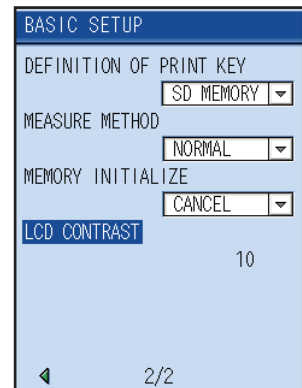 BASIC SETUP
DEFINITION OF PRINT KEY
SD MEMORY
MEASURE METHOD
NORMAL
MEMORY INITIALIZE
CANCEL
LCD CONTRAST
10
2/2